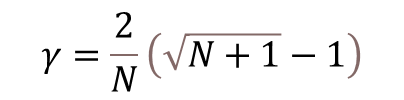 γ = 2/N (√(N + 1) − 1)